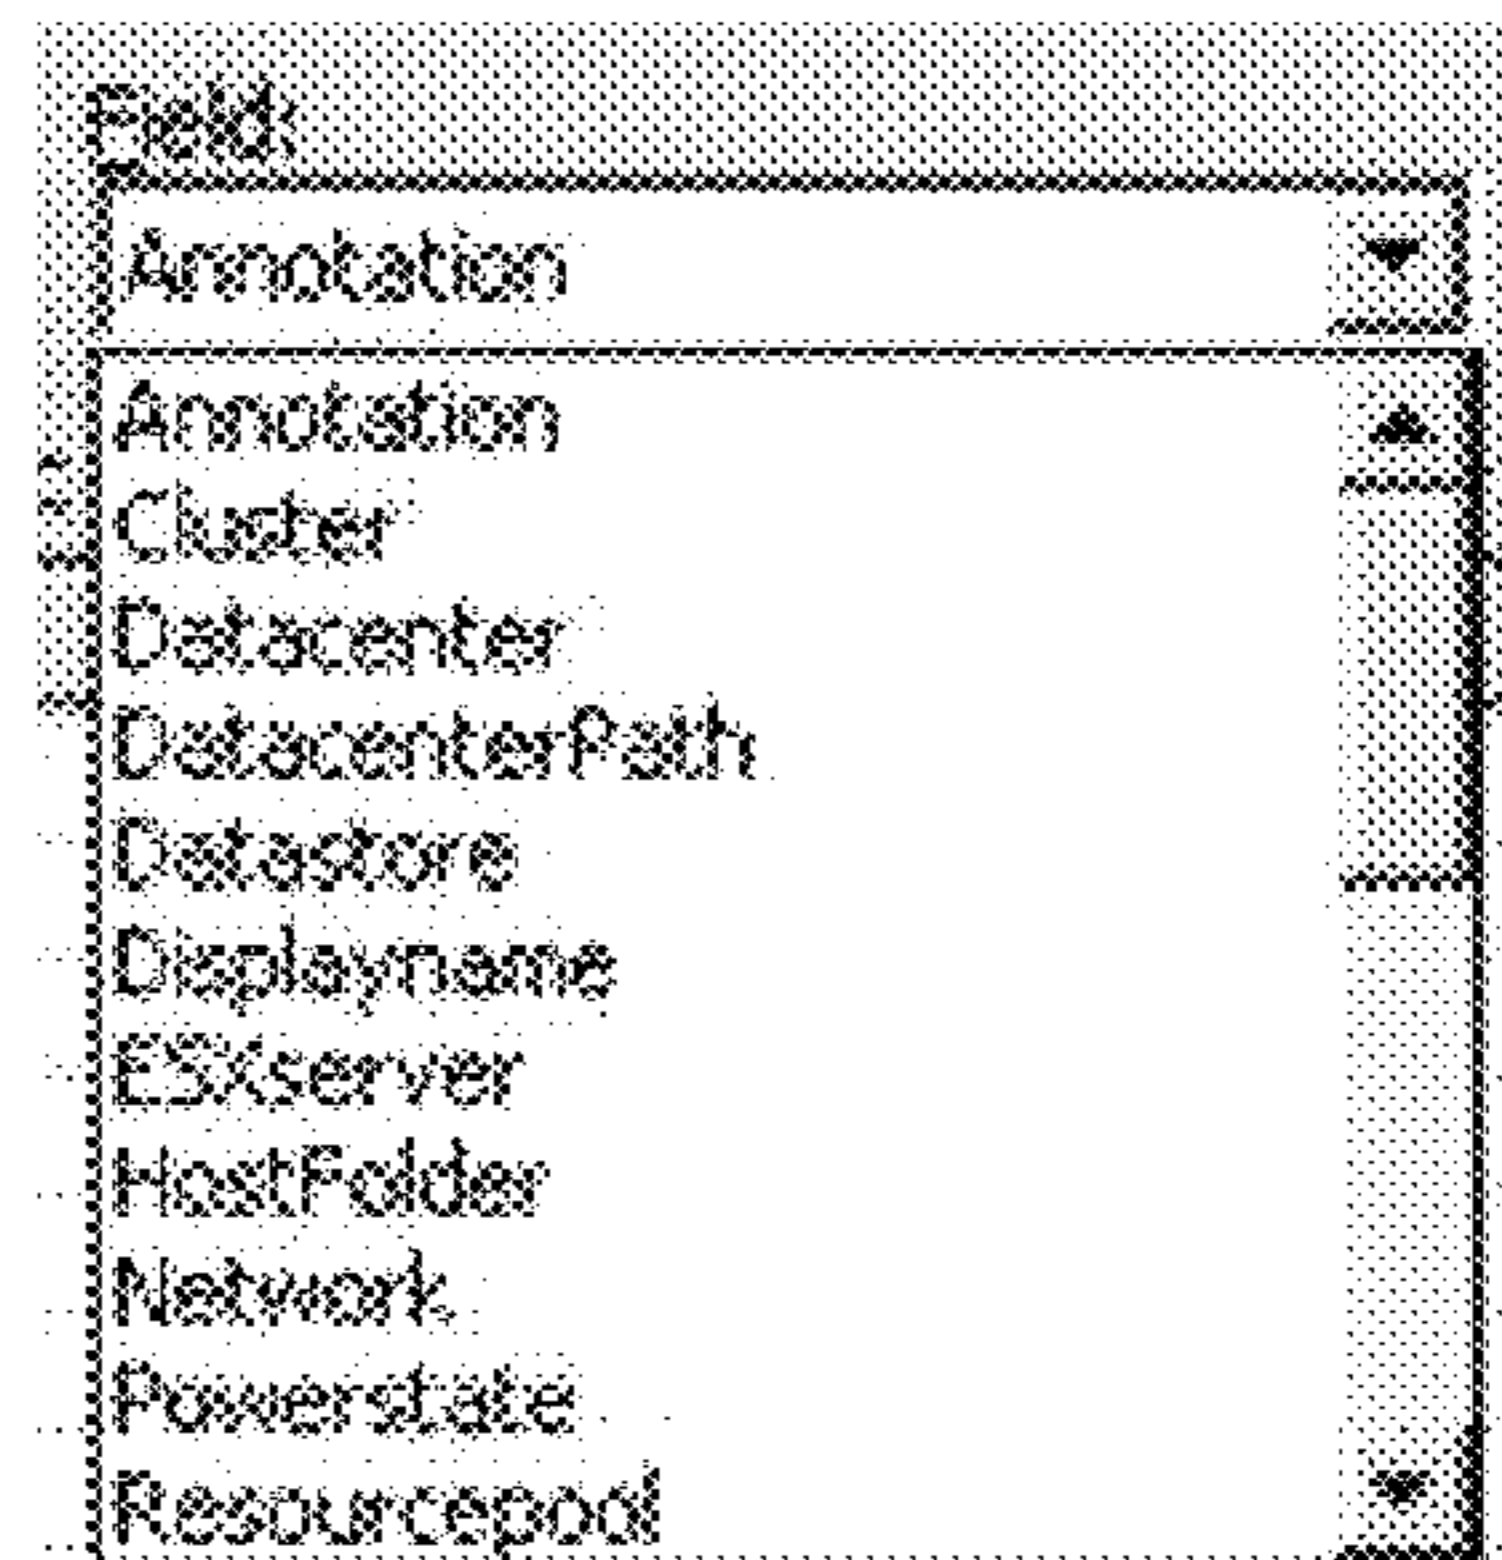 Field:
Annotation
Annotation
Cluster
Datacenter
DatacenterPath
Datastore
Displayname
ESXserver
HostFolder
Network
Powerstate
Resourcepool